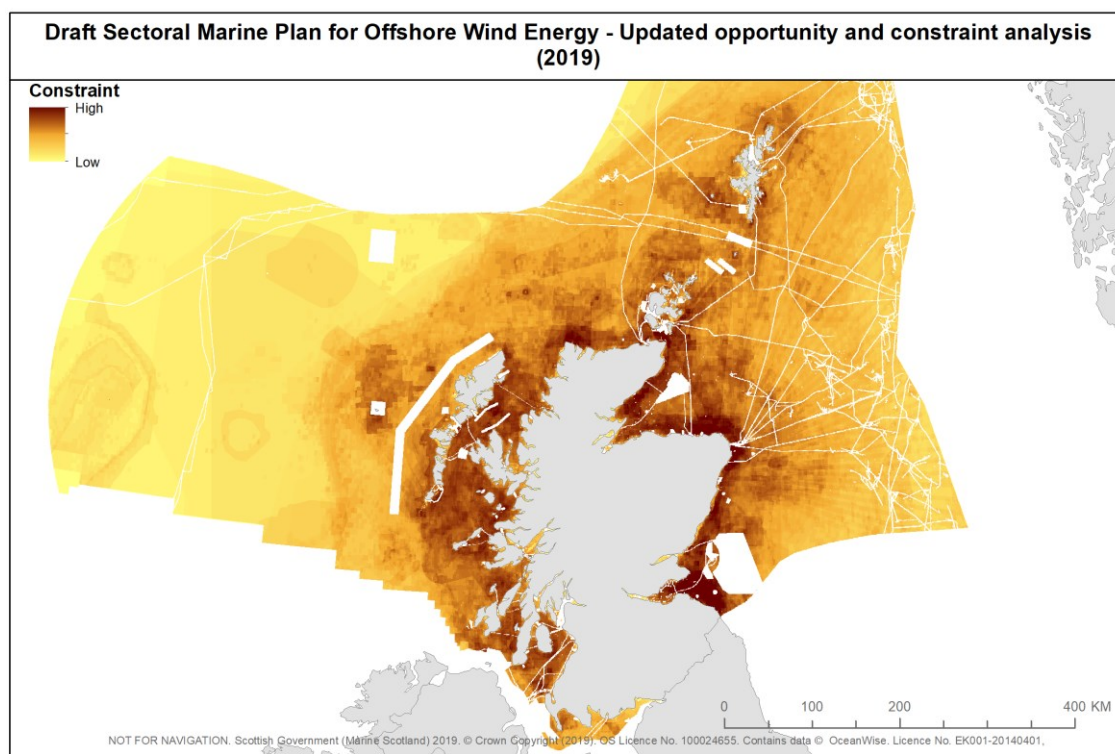 Draft Sectoral Marine Plan for Offshore Wind Energy - Updated opportunity and constraint analysis
(2019)
Constraint
High
Low
0 100 200 400 KM
NOT FOR NAVIGATION. Scottish Government (Marine Scotland) 2019. © Crown Copyright (2019). OS Licence No. 100024655. Contains data © OceanWise. Licence No. EK001-20140401.